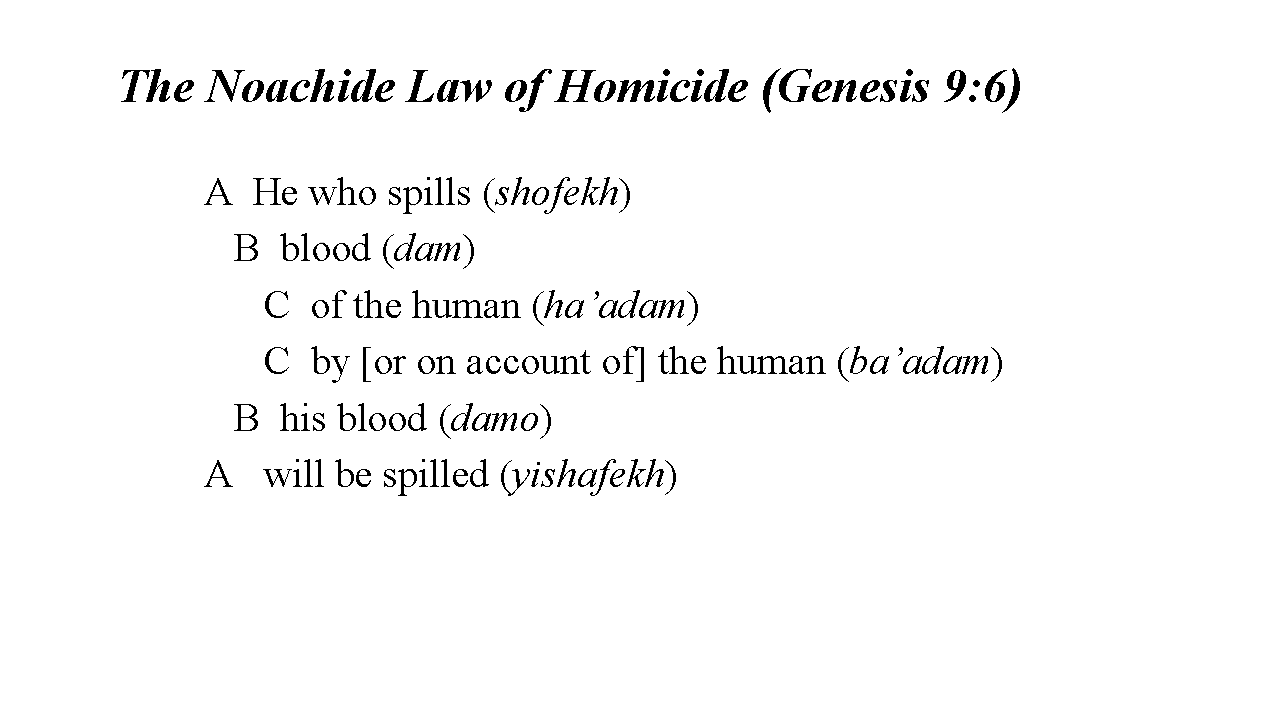 The Noachide Law of Homicide (Genesis 9:6)
A He who spills (shofekh)
B blood (dam)
C of the human (ha’adam)
C by [or on account of] the human (ba’adam)
B his blood (damo)
A will be spilled (yishafekh)